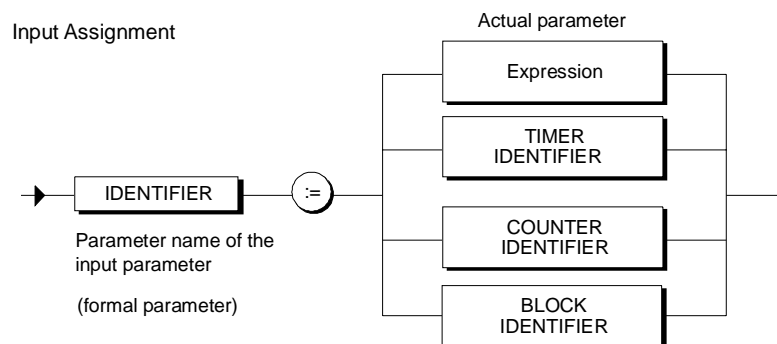 Input Assignment
Actual parameter
Expression
TIMER
IDENTIFIER
IDENTIFIER
:=
COUNTER
IDENTIFIER
Parameter name of the
input parameter
(formal parameter)
BLOCK
IDENTIFIER